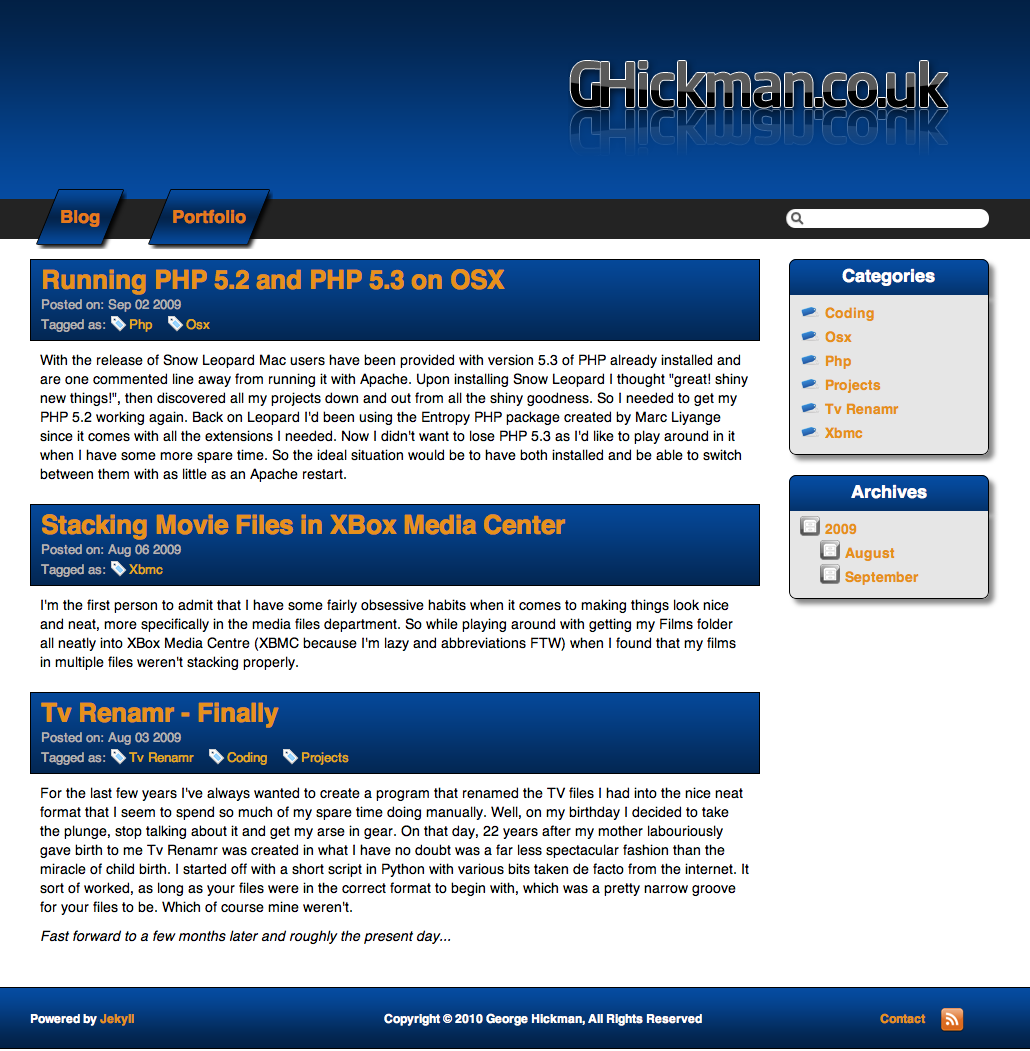 GHickman.co.uk
Blog
Portfolio
Running PHP 5.2 and PHP 5.3 on OSX
Posted on: Sep 02 2009
Tagged as: Php Osx
With the release of Snow Leopard Mac users have been provided with version 5.3 of PHP already installed and
are one commented line away from running it with Apache. Upon installing Snow Leopard I thought "great! shiny
new things!", then discovered all my projects down and out from all the shiny goodness. So I needed to get my
PHP 5.2 working again. Back on Leopard I'd been using the Entropy PHP package created by Marc Liyange
since it comes with all the extensions I needed. Now I didn't want to lose PHP 5.3 as I'd like to play around in it
when I have some more spare time. So the ideal situation would be to have both installed and be able to switch
between them with as little as an Apache restart.
Stacking Movie Files in XBox Media Center
Posted on: Aug 06 2009
Tagged as: Xbmc
I'm the first person to admit that I have some fairly obsessive habits when it comes to making things look nice
and neat, more specifically in the media files department. So while playing around with getting my Films folder
all neatly into XBox Media Centre (XBMC because I'm lazy and abbreviations FTW) when I found that my films
in multiple files weren't stacking properly.
Tv Renamr - Finally
Posted on: Aug 03 2009
Tagged as: Tv Renamr Coding Projects
For the last few years I've always wanted to create a program that renamed the TV files I had into the nice neat
format that I seem to spend so much of my spare time doing manually. Well, on my birthday I decided to take
the plunge, stop talking about it and get my arse in gear. On that day, 22 years after my mother labouriously
gave birth to me Tv Renamr was created in what I have no doubt was a far less spectacular fashion than the
miracle of child birth. I started off with a short script in Python with various bits taken de facto from the internet. It
sort of worked, as long as your files were in the correct format to begin with, which was a pretty narrow groove
for your files to be. Which of course mine weren't.
Fast forward to a few months later and roughly the present day...
Categories
Coding
Osx
Php
Projects
Tv Renamr
Xbmc
Archives
2009
August
September
Powered by Jekyll
Copyright © 2010 George Hickman, All Rights Reserved
Contact